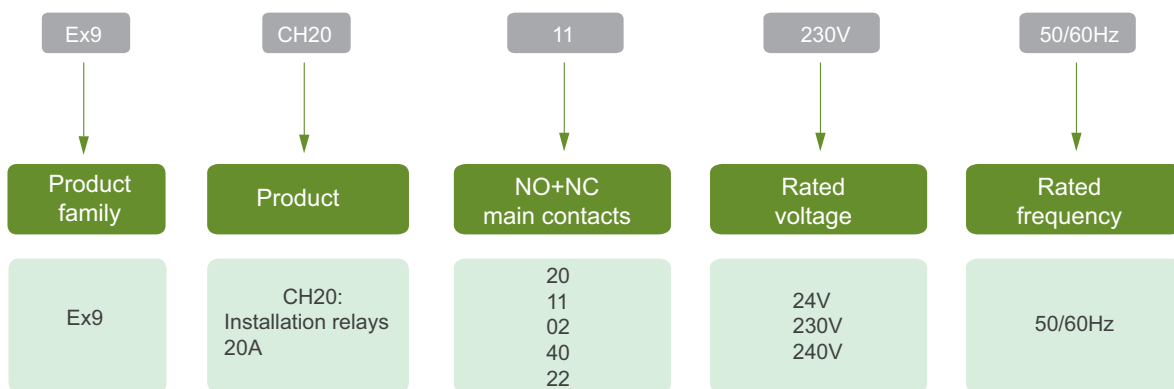 Ex9
CH20
11
230V
50/60Hz
Product
family
Product
NO+NC
main contacts
Rated
voltage
Rated
frequency
Ex9
CH20:
Installation relays
20A
20
11
02
40
22
24V
230V
240V
50/60Hz